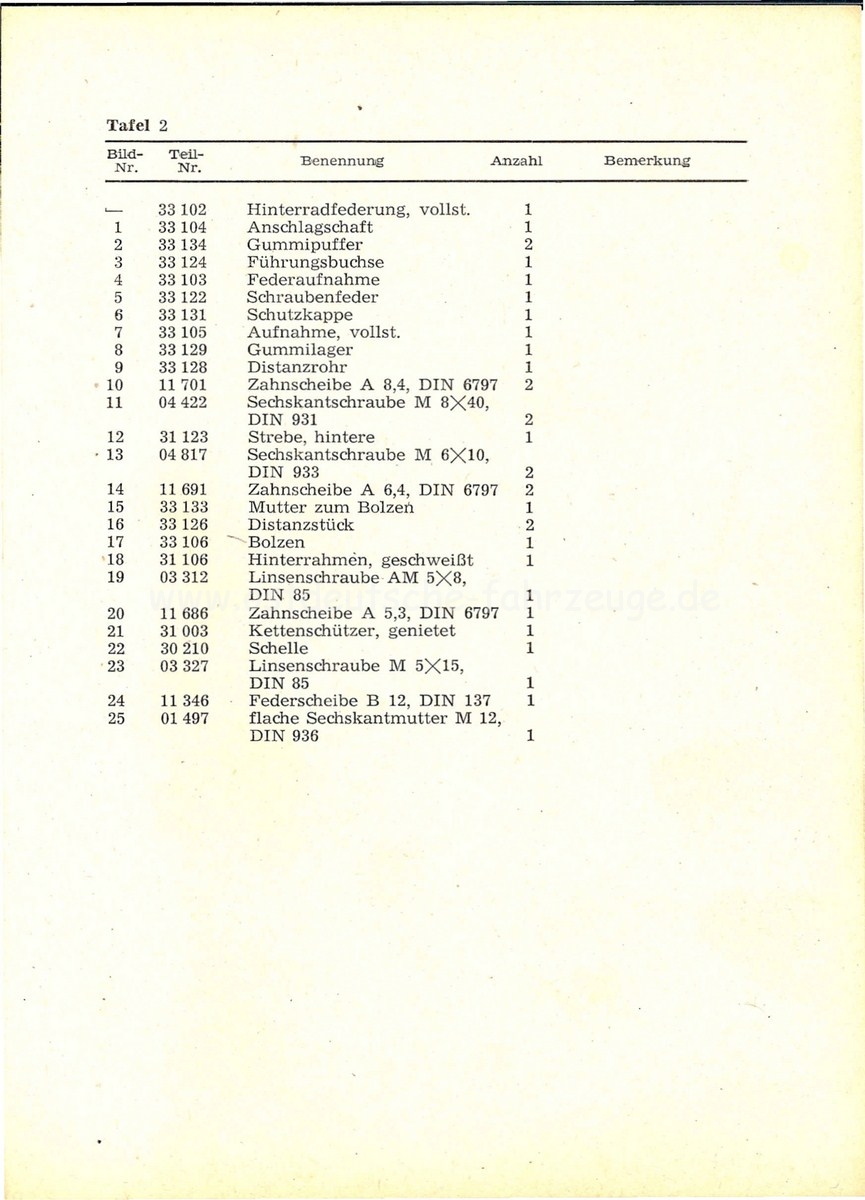 Tafel 2
Bild-Nr. Teil-Nr. Benennung Anzahl Bemerkung
— 33 102 Hinterradfederung, vollst. 1
1 33 104 Anschlagschaft 1
2 33 134 Gummipuffer 2
3 33 124 Führungsbuchse 1
4 33 103 Federaufnahme 1
5 33 122 Schraubenfeder 1
6 33 131 Schutzkappe 1
7 33 105 Aufnahme, vollst. 1
8 33 129 Gummilager 1
9 33 128 Distanzrohr 1
10 11 701 Zahnscheibe A 8,4, DIN 6797 2
11 04 422 Sechskantschraube M 8×40,
DIN 931 2
12 31 123 Strebe, hintere 1
13 04 817 Sechskantschraube M 6×10,
DIN 933 2
14 11 691 Zahnscheibe A 6,4, DIN 6797 2
15 33 133 Mutter zum Bolzen 1
16 33 126 Distanzstück 2
17 33 106 Bolzen 1
18 31 106 Hinterrahmen, geschweißt 1
19 03 312 Linsenschraube AM 5×8,
DIN 85 1
20 11 686 Zahnscheibe A 5,3, DIN 6797 1
21 31 003 Kettenschützer, genietet 1
22 30 210 Schelle 1
23 03 327 Linsenschraube M 5×15,
DIN 85 1
24 11 346 Federscheibe B 12, DIN 137 1
25 01 497 flache Sechskantmutter M 12,
DIN 936 1